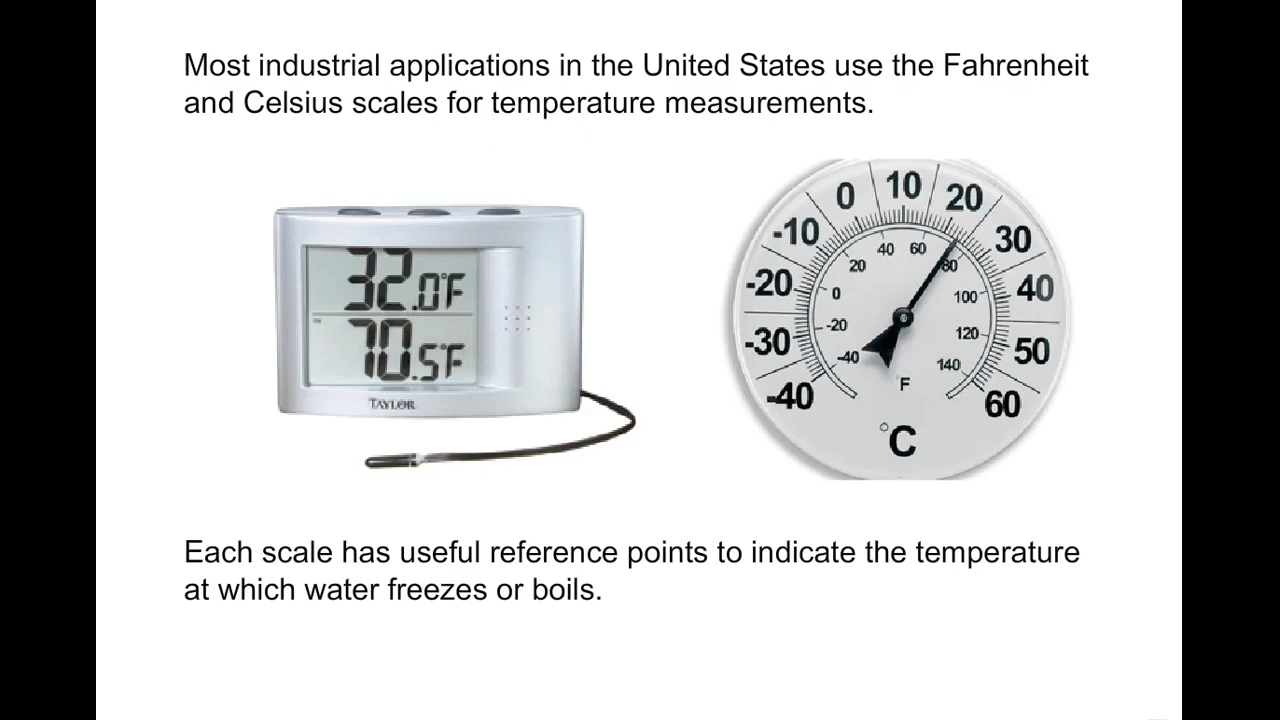 Most industrial applications in the United States use the Fahrenheit
and Celsius scales for temperature measurements.
32.0°F
70.5°F
TAYLOR
-40
-30
-20
-10
0
10
20
30
40
50
60
-40
-20
0
20
40
60
80
100
120
140
F
°C
Each scale has useful reference points to indicate the temperature
at which water freezes or boils.